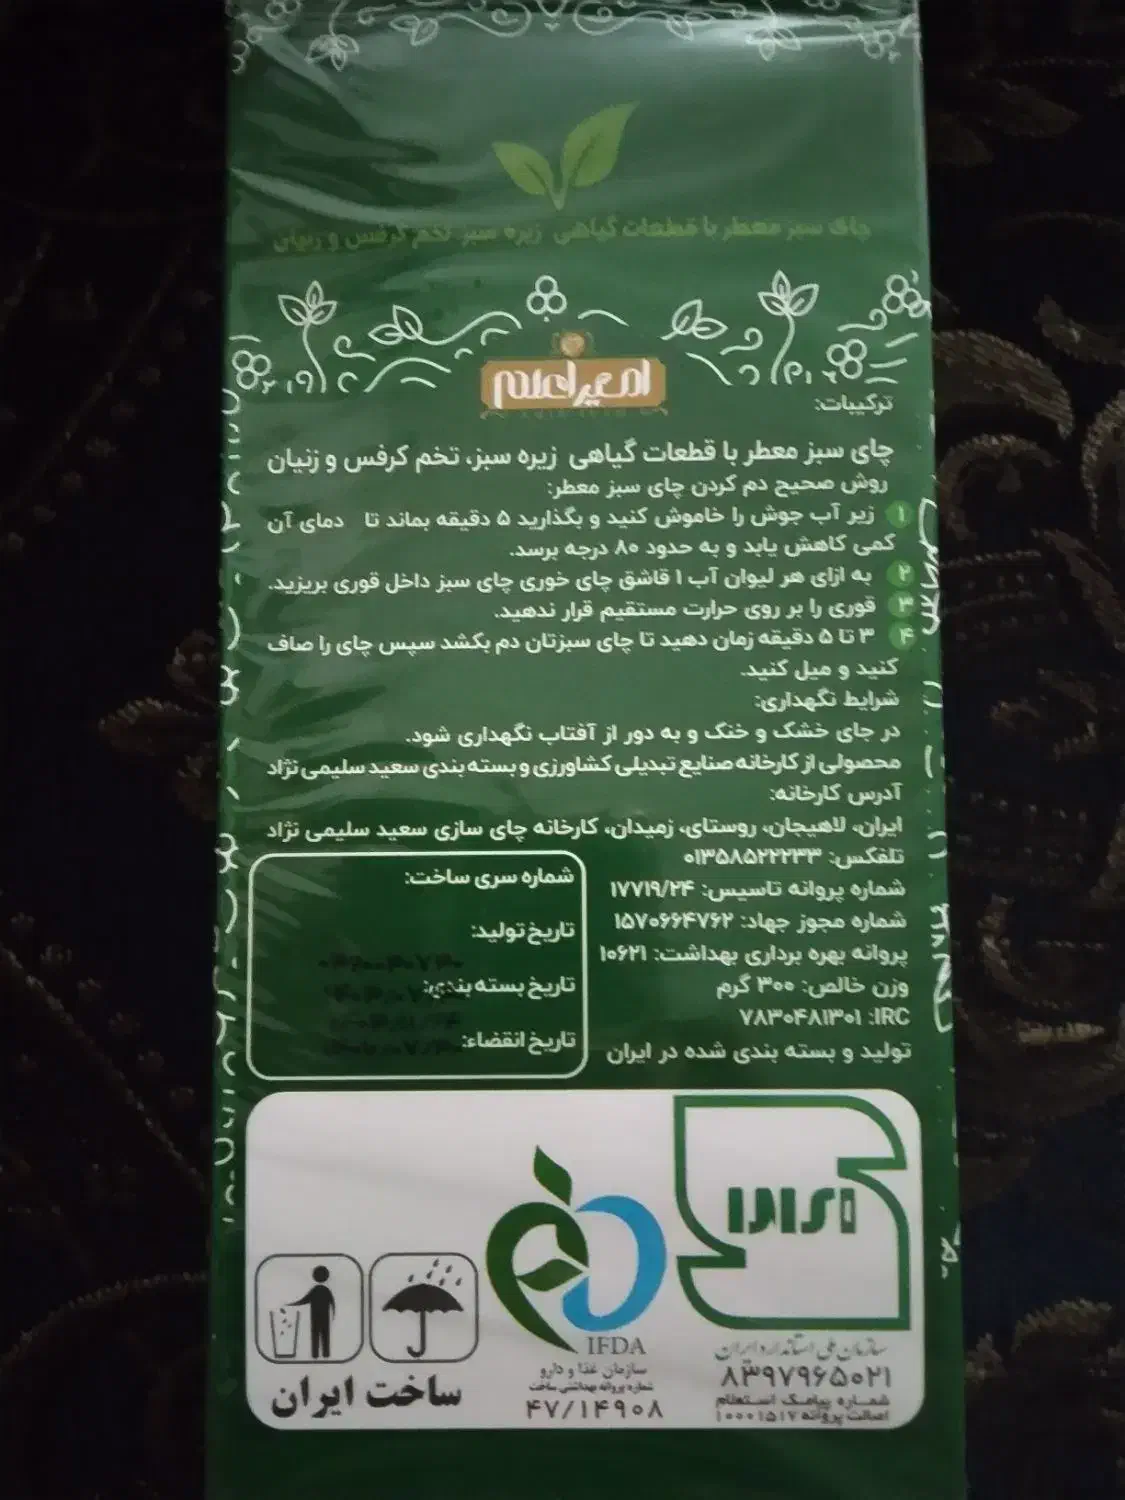 چای سبز معطر با قطعات گیاهی زیره سبز تخم کرفس و زنیان
امیراعلم
ترکیبات:
چای سبز معطر با قطعات گیاهی زیره سبز، تخم کرفس و زنیان
روش صحیح دم کردن چای سبز معطر:
۱ زیر آب جوش را خاموش کنید و بگذارید ۵ دقیقه بماند تا دمای آن
کمی کاهش یابد و به حدود ۸۰ درجه برسد.
۲ به ازای هر لیوان آب ۱ قاشق چای خوری چای سبز داخل قوری بریزید.
۳ قوری را بر روی حرارت مستقیم قرار ندهید.
۴ ۳ تا ۵ دقیقه زمان دهید تا چای سبزتان دم بکشد سپس چای را صاف
کنید و میل کنید.
شرایط نگهداری:
در جای خشک و خنک و به دور از آفتاب نگهداری شود.
محصولی از کارخانه صنایع تبدیلی کشاورزی و بسته بندی سعید سلیمی نژاد
آدرس کارخانه:
ایران، لاهیجان، روستای، زمیدان، کارخانه چای سازی سعید سلیمی نژاد
تلفکس: ۰۱۳۵۸۵۲۲۲۳۳
شماره پروانه تاسیس: ۱۷۷۱۹/۲۴
شماره مجوز جهاد: ۱۵۷۰۶۶۴۷۶۲
پروانه بهره برداری بهداشت: ۱۰۶۲۱
وزن خالص: ۳۰۰ گرم
IRC: ۷۸۳۰۴۸۱۳۰۱
تولید و بسته بندی شده در ایران
شماره سری ساخت:
تاریخ تولید:
تاریخ بسته بندی:
تاریخ انقضاء:
IFDA
سازمان غذا و دارو
شماره پروانه بهداشتی ساخت
۴۷/۱۴۹۰۸
سازمان ملی استاندارد ایران
۸۳۹۷۹۶۵۰۲۱
شماره پیامک استعلام
اصالت پروانه ۱۰۰۰۱۵۱۷
ساخت ایران